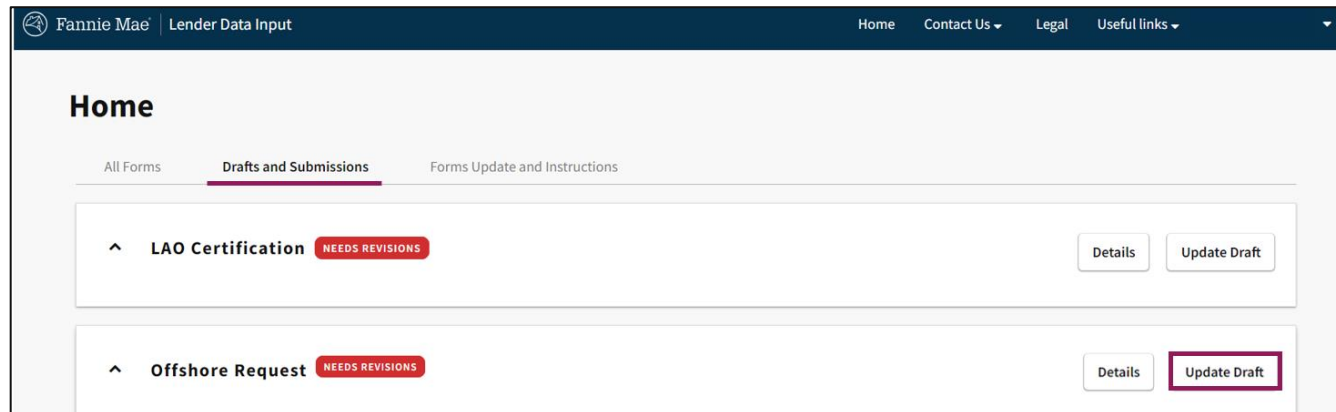 Fannie Mae® | Lender Data Input Home Contact Us Legal Useful links
Home
All Forms Drafts and Submissions Forms Update and Instructions
LAO Certification NEEDS REVISIONS Details Update Draft
Offshore Request NEEDS REVISIONS Details Update Draft